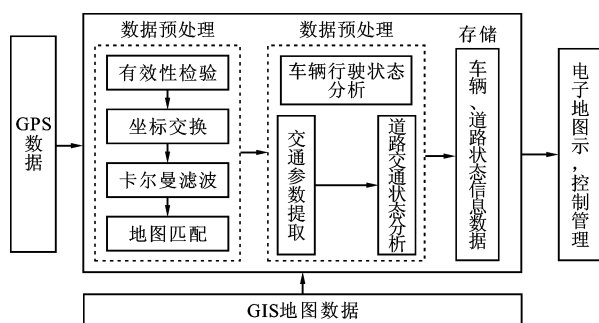 数据预处理
数据预处理
存储
GPS
数据
有效性检验
坐标交换
卡尔曼滤波
地图匹配
车辆行驶状态
分析
交通参数提取
道路交通状态分析
车辆、道路状态信息数据
电子地图示，控制管理
GIS地图数据